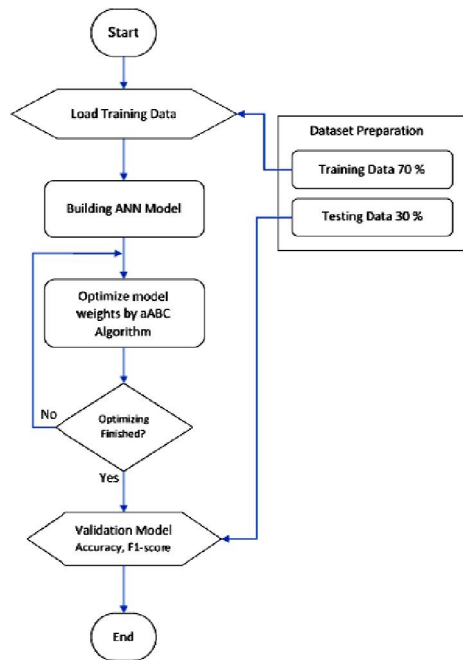 Start
Load Training Data
Dataset Preparation
Training Data 70 %
Testing Data 30 %
Building ANN Model
Optimize model
weights by aABC
Algorithm
No
Optimizing
Finished?
Yes
Validation Model
Accuracy, F1-score
End